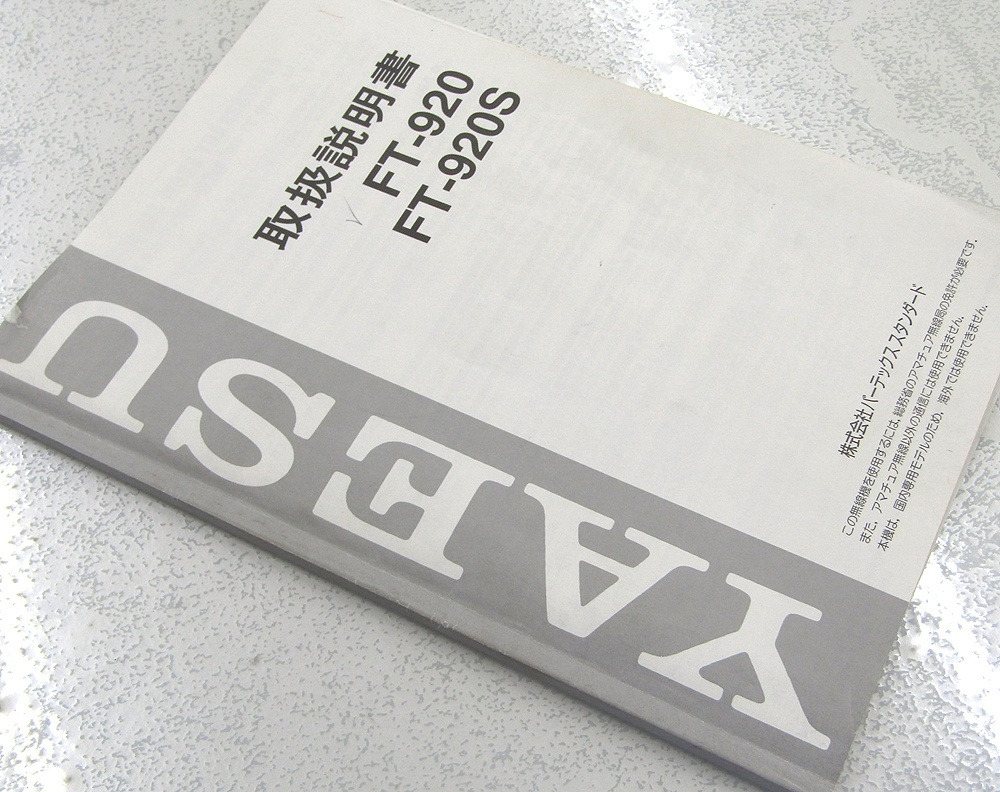 取扱説明書
FT-920
FT-920S
YAESU
株式会社 バーテックススタンダード
この無線機を使用するには、総務省のアマチュア無線局の免許が必要です。
また、アマチュア無線以外の通信には使用できません。
本機は、国内専用モデルのため、海外では使用できません。